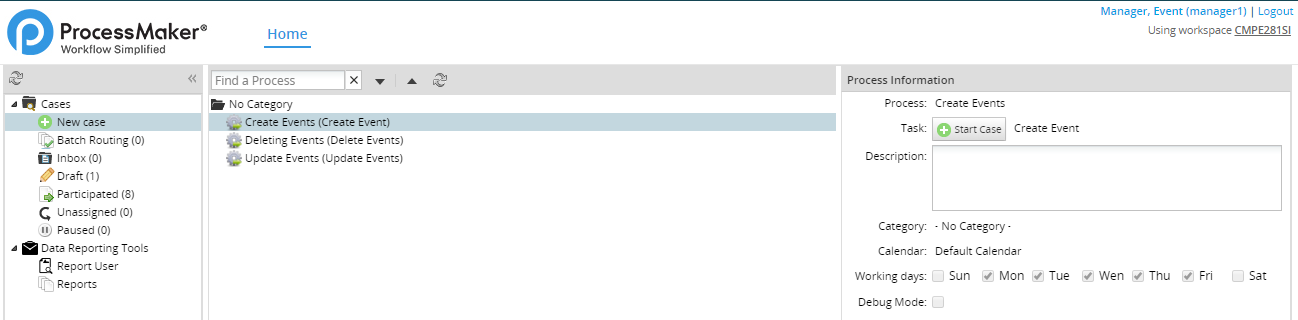 ProcessMaker®
Workflow Simplified
Home
Manager, Event (manager1) | Logout
Using workspace CMPE281SI
Cases
New case
Batch Routing (0)
Inbox (0)
Draft (1)
Participated (8)
Unassigned (0)
Paused (0)
Data Reporting Tools
Report User
Reports
Find a Process
No Category
Create Events (Create Event)
Deleting Events (Delete Events)
Update Events (Update Events)
Process Information
Process: Create Events
Task: Start Case Create Event
Description:
Category: - No Category -
Calendar: Default Calendar
Working days: Sun Mon Tue Wen Thu Fri Sat
Debug Mode: